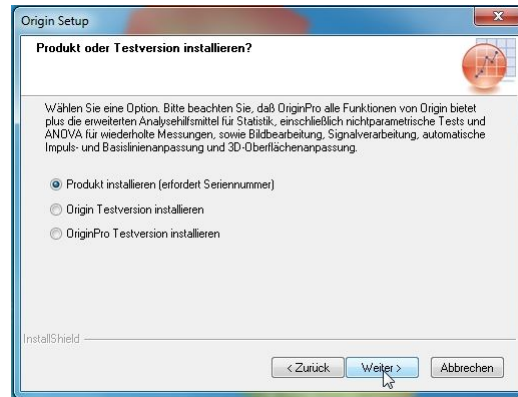 Origin Setup
Produkt oder Testversion installieren?
Wählen Sie eine Option. Bitte beachten Sie, daß OriginPro alle Funktionen von Origin bietet
plus die erweiterten Analysehilfsmittel für Statistik, einschließlich nichtparametrische Tests und
ANOVA für wiederholte Messungen, sowie Bildbearbeitung, Signalverarbeitung, automatische
Impuls- und Basislinienanpassung und 3D-Oberflächenanpassung.
Produkt installieren (erfordert Seriennummer)
Origin Testversion installieren
OriginPro Testversion installieren
InstallShield
< Zurück Weiter > Abbrechen